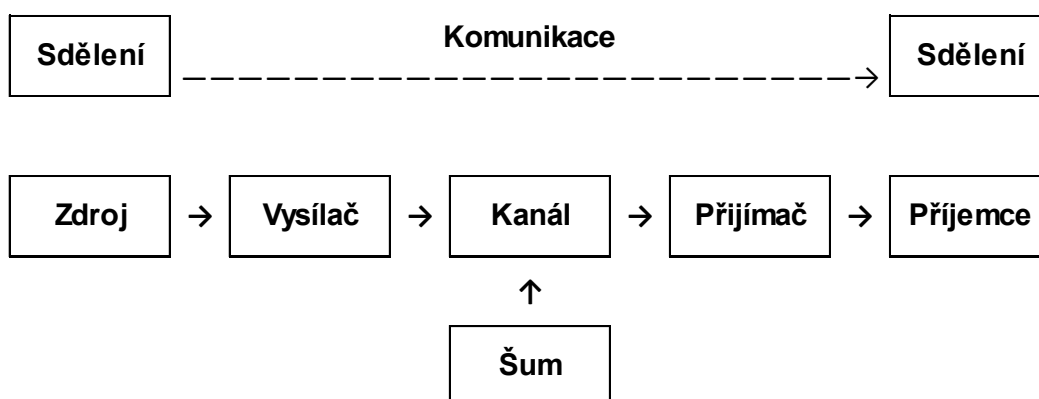 Komunikace
Sdělení Sdělení
Zdroj → Vysílač → Kanál → Přijímač → Příjemce
↑
Šum